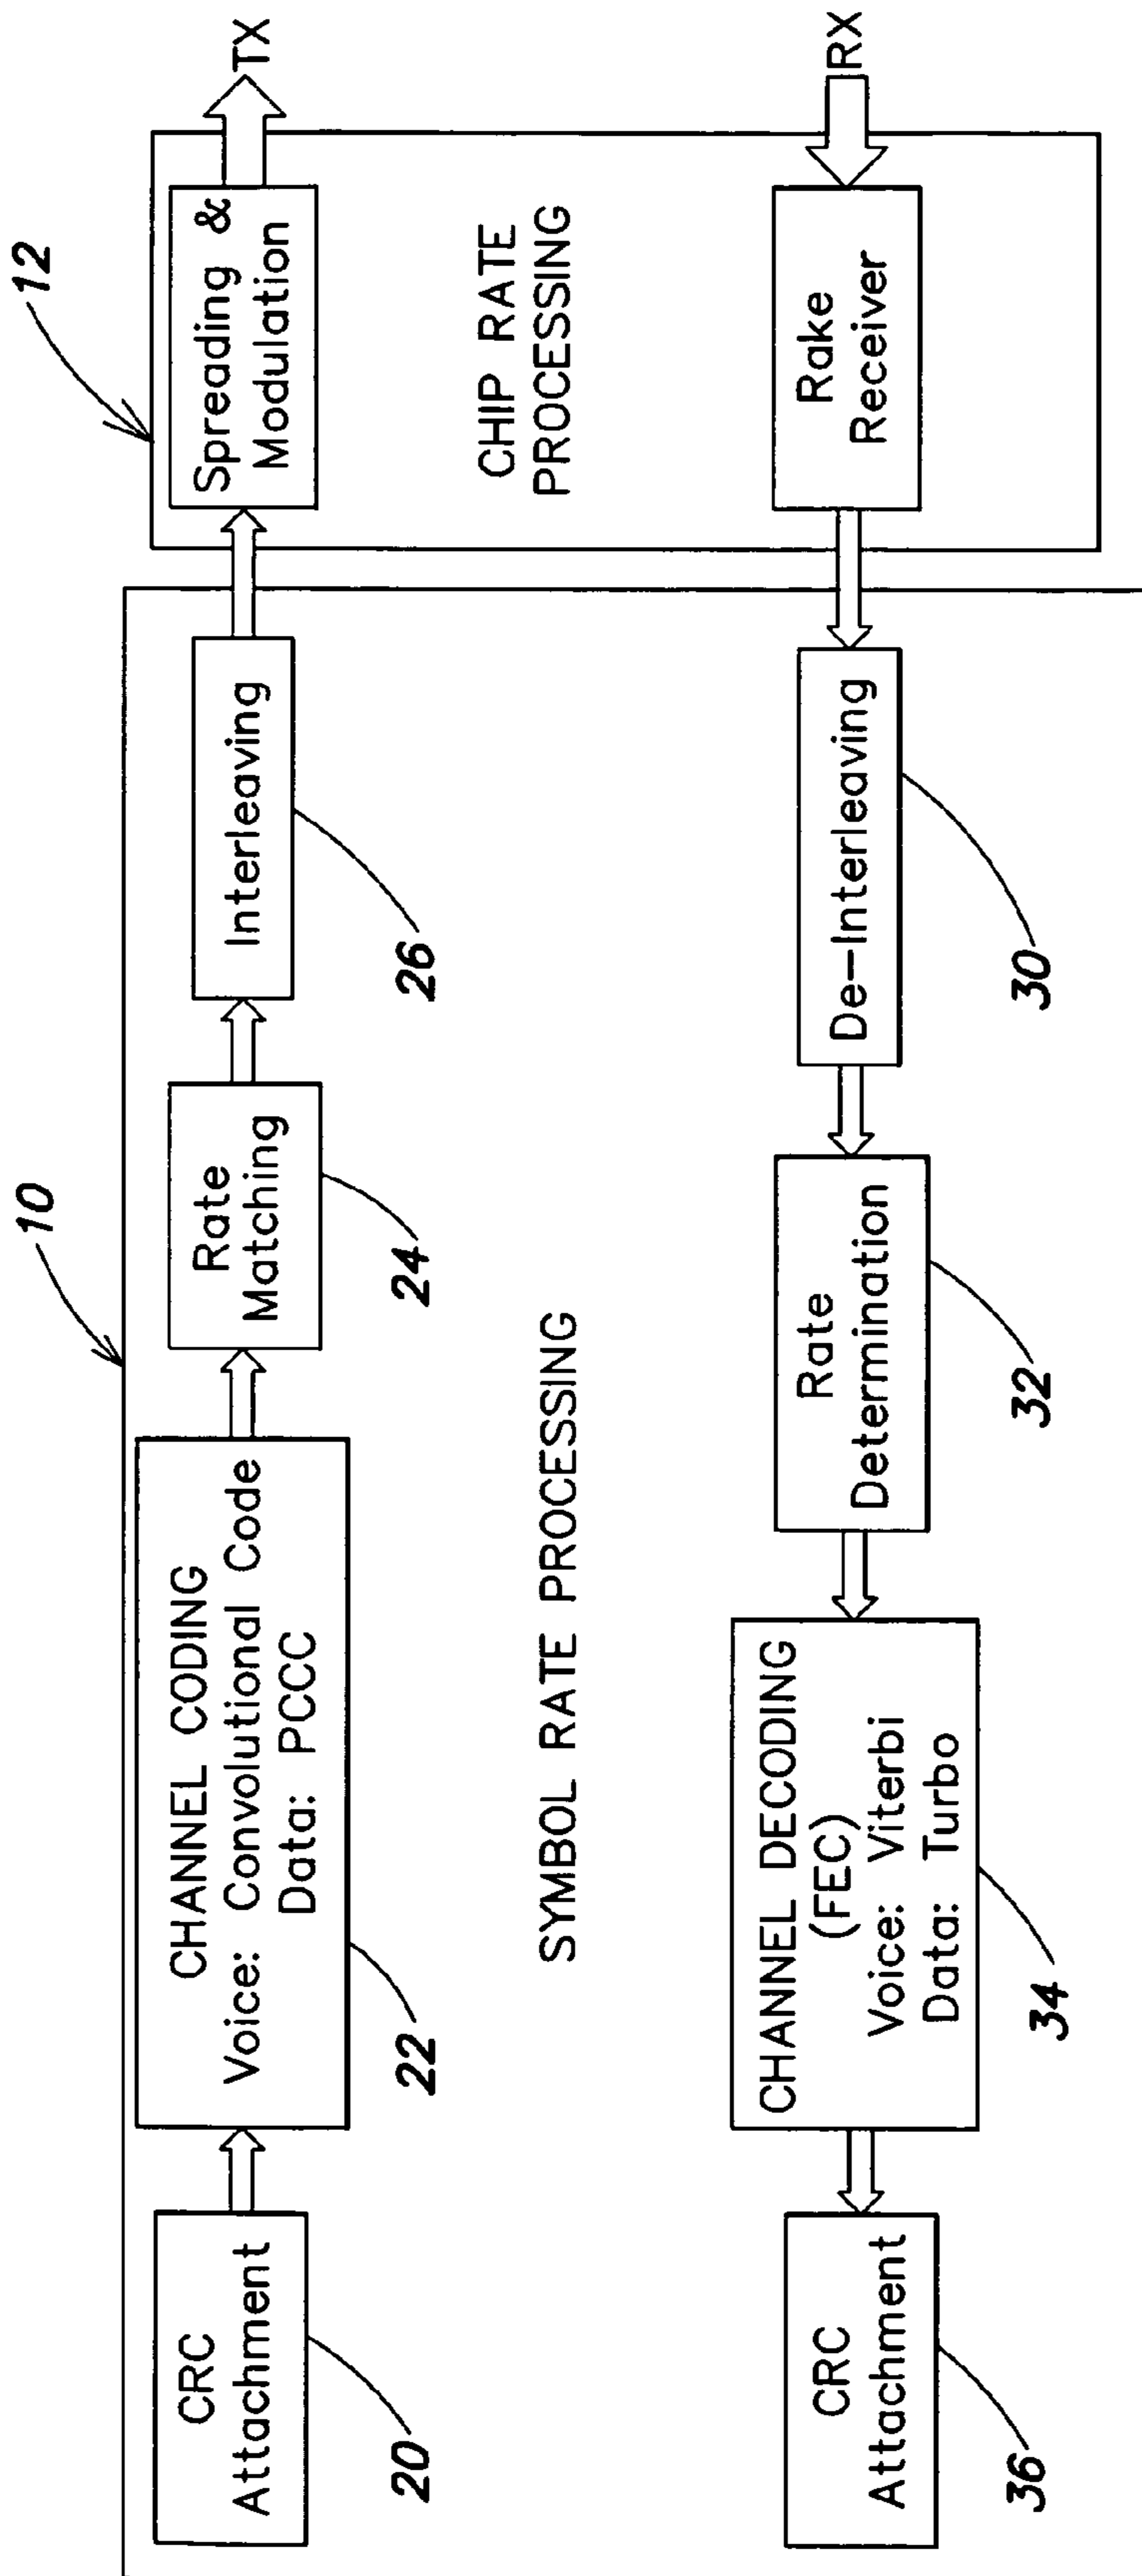 10
12
CRC
Attachment
20
CHANNEL CODING
Voice: Convolutional Code
Data: PCCC
22
Rate
Matching
24
Interleaving
26
Spreading &
Modulation
TX
SYMBOL RATE PROCESSING
CHIP RATE
PROCESSING
CRC
Attachment
36
CHANNEL DECODING
(FEC)
Voice: Viterbi
Data: Turbo
34
Rate
Determination
32
De-Interleaving
30
Rake
Receiver
RX